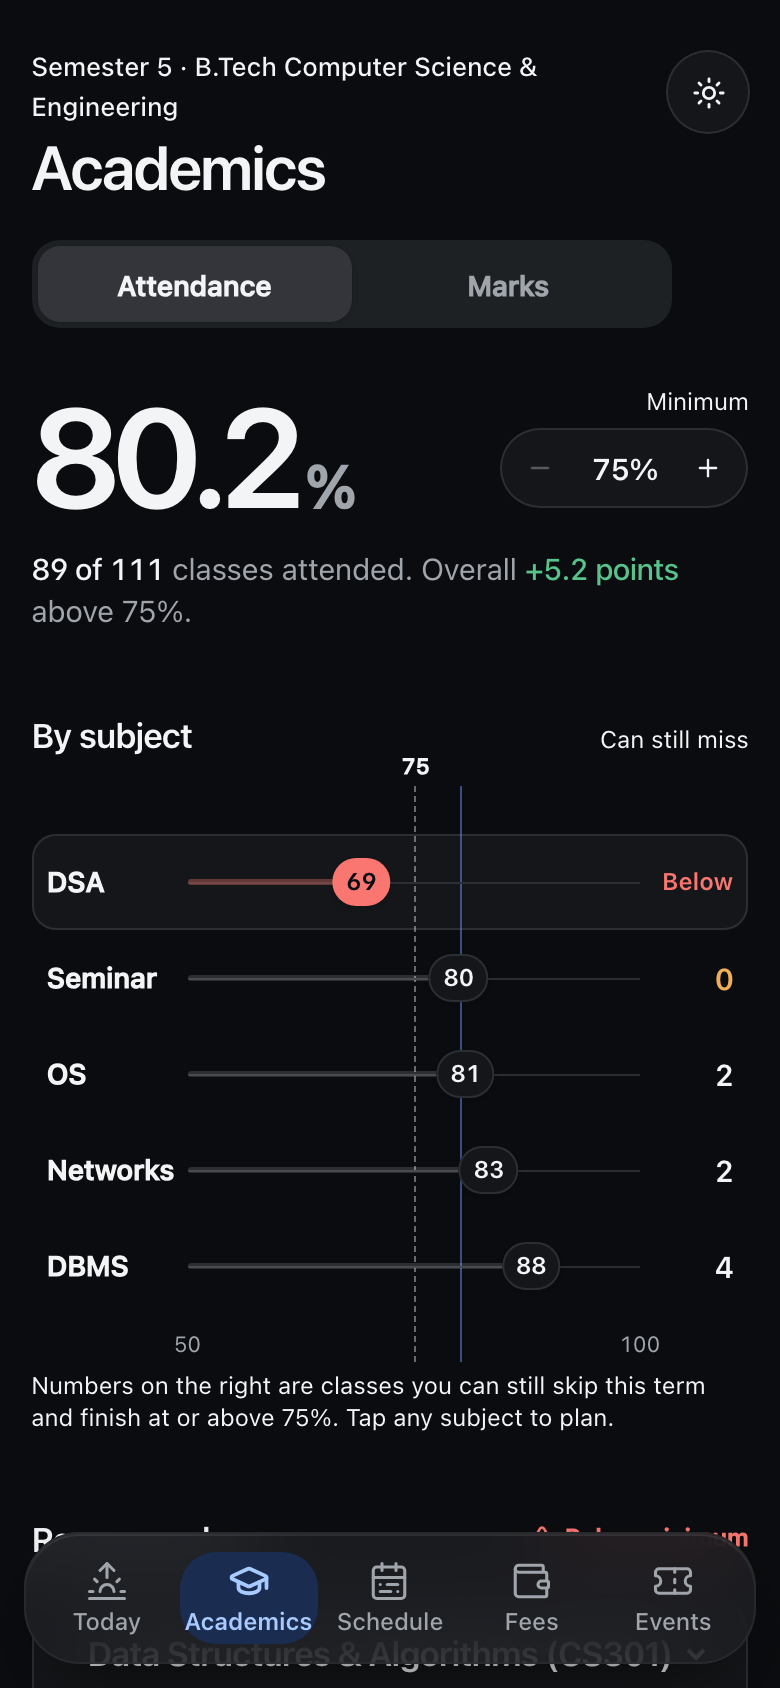 Semester 5 · B.Tech Computer Science &
Engineering
Academics
Attendance
Marks
Minimum
80.2%
− 75% +
89 of 111 classes attended. Overall +5.2 points
above 75%.
By subject
Can still miss
75
DSA 69 Below
Seminar 80 0
OS 81 2
Networks 83 2
DBMS 88 4
50 100
Numbers on the right are classes you can still skip this term
and finish at or above 75%. Tap any subject to plan.
Today
Academics
Schedule
Fees
Events
Data Structures & Algorithms (CS301)